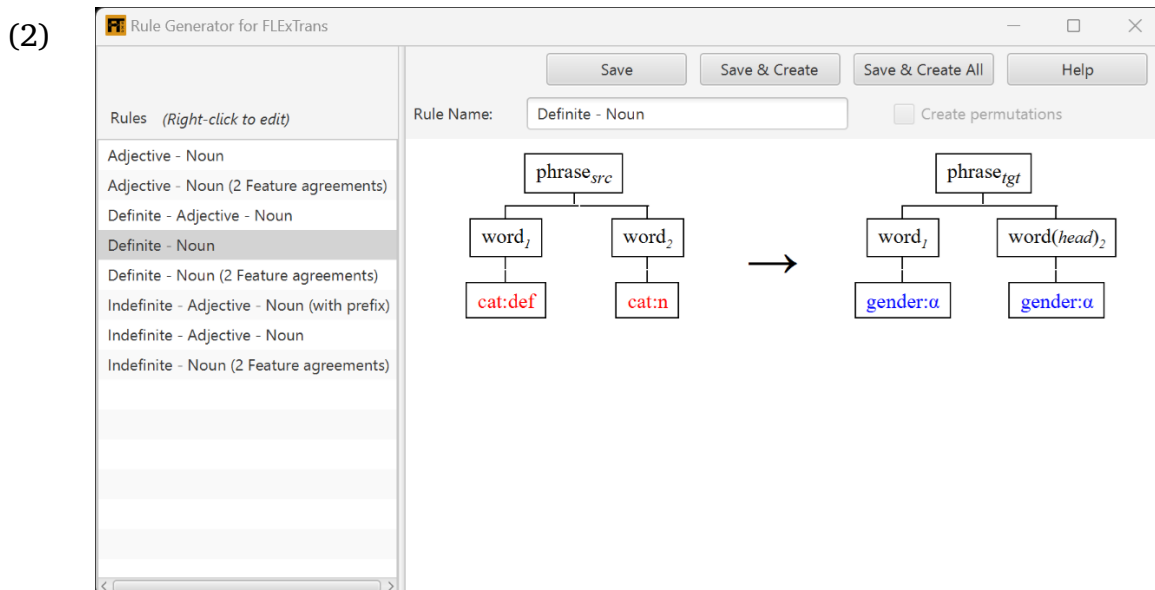 (2)
Rule Generator for FLExTrans
Save Save & Create Save & Create All Help
Rules (Right-click to edit)
Rule Name: Definite - Noun Create permutations
Adjective - Noun
Adjective - Noun (2 Feature agreements)
Definite - Adjective - Noun
Definite - Noun
Definite - Noun (2 Feature agreements)
Indefinite - Adjective - Noun (with prefix)
Indefinite - Adjective - Noun
Indefinite - Noun (2 Feature agreements)
phrasesrc phrasetgt
word1 word2 → word1 word(head)2
cat:def cat:n gender:α gender:α